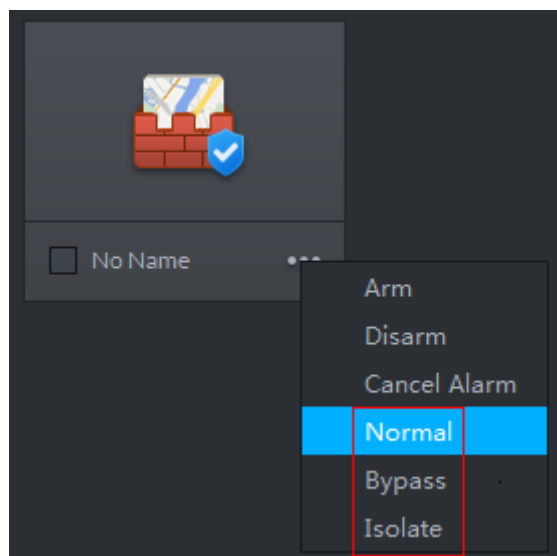 No Name
Arm
Disarm
Cancel Alarm
Normal
Bypass
Isolate